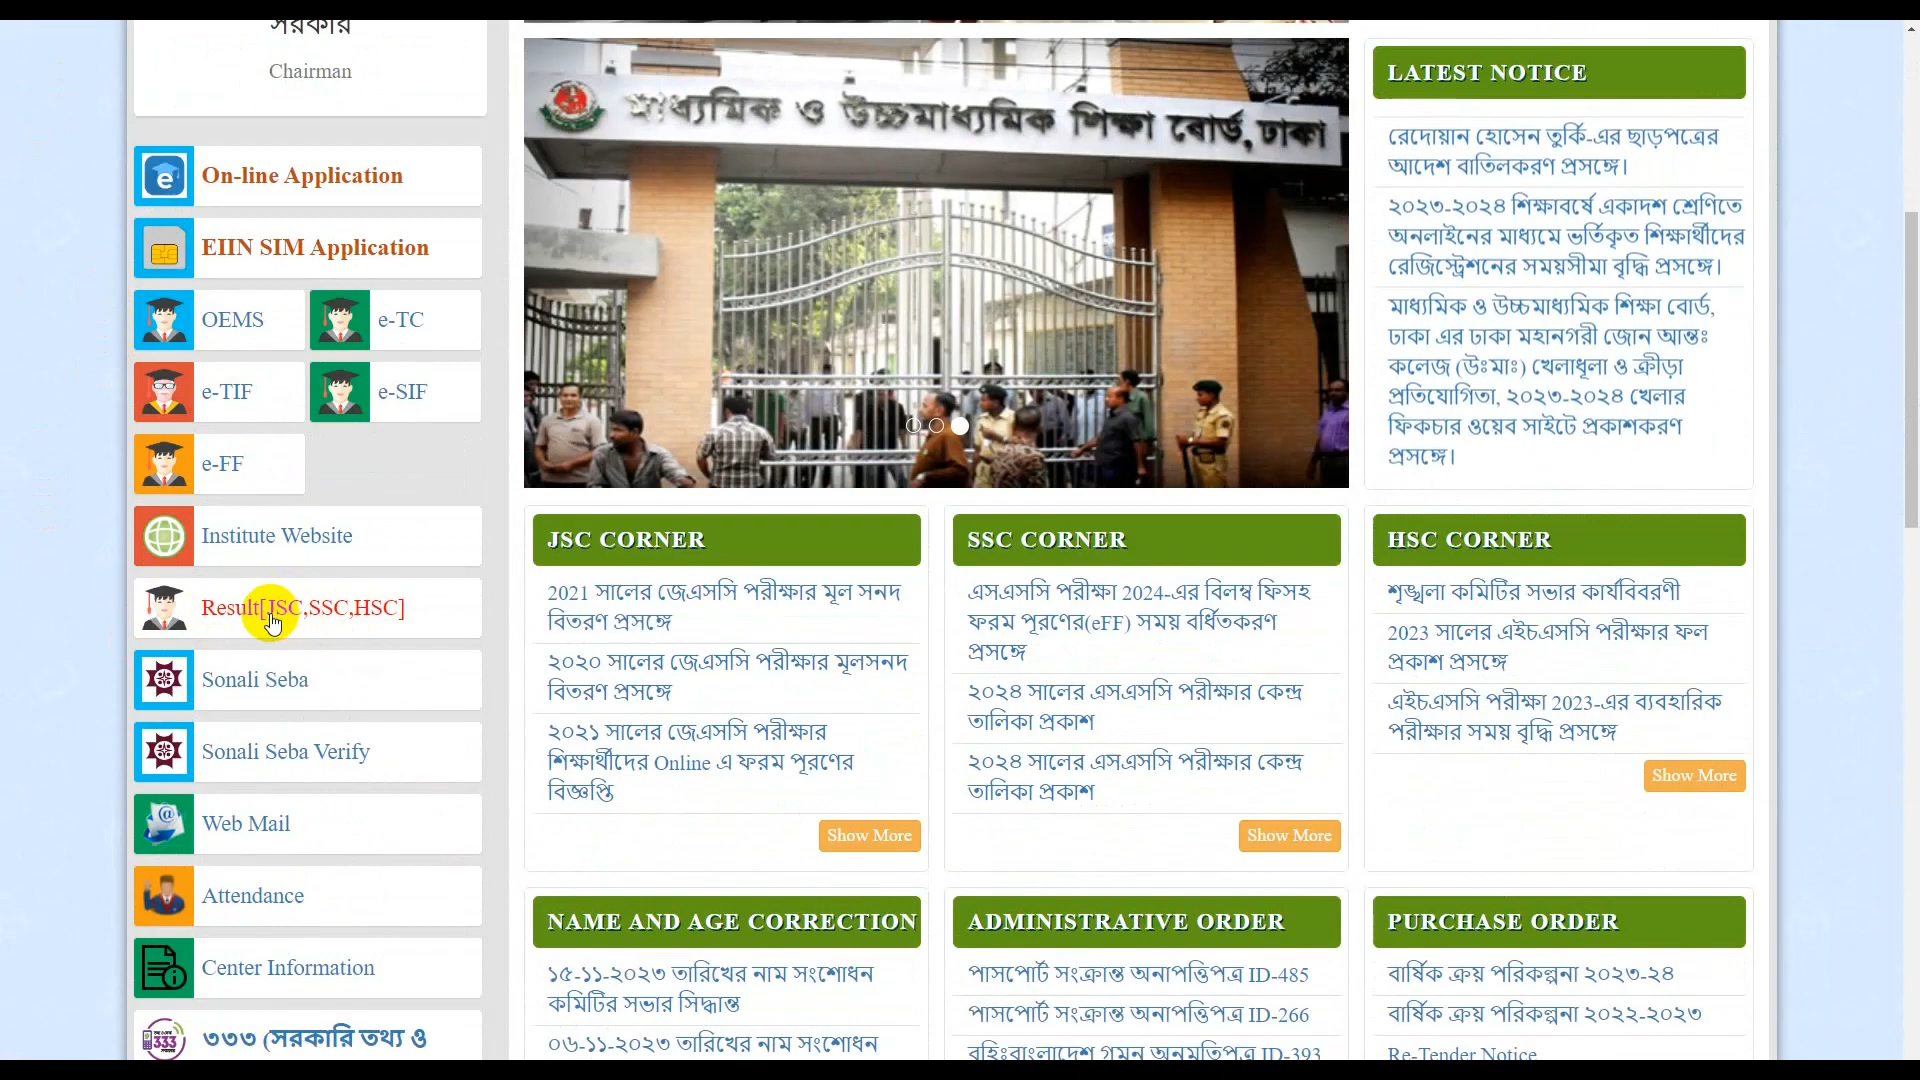 সরকার
Chairman
On-line Application
EIIN SIM Application
OEMS
e-TC
e-TIF
e-SIF
e-FF
Institute Website
Result[JSC,SSC,HSC]
Sonali Seba
Sonali Seba Verify
Web Mail
Attendance
Center Information
৩৩৩ (সরকারি তথ্য ও
মাধ্যমিক ও উচ্চমাধ্যমিক শিক্ষা বোর্ড, ঢাকা
LATEST NOTICE
রেদোয়ান হোসেন তুর্কি-এর ছাড়পত্রের
আদেশ বাতিলকরণ প্রসঙ্গে।
২০২৩-২০২৪ শিক্ষাবর্ষে একাদশ শ্রেণিতে
অনলাইনের মাধ্যমে ভর্তিকৃত শিক্ষার্থীদের
রেজিস্ট্রেশনের সময়সীমা বৃদ্ধি প্রসঙ্গে।
মাধ্যমিক ও উচ্চমাধ্যমিক শিক্ষা বোর্ড,
ঢাকা এর ঢাকা মহানগরী জোন আন্তঃ
কলেজ (উঃমাঃ) খেলাধূলা ও ক্রীড়া
প্রতিযোগিতা, ২০২৩-২০২৪ খেলার
ফিকচার ওয়েব সাইটে প্রকাশকরণ
প্রসঙ্গে।
JSC CORNER
2021 সালের জেএসসি পরীক্ষার মূল সনদ
বিতরণ প্রসঙ্গে
২০২০ সালের জেএসসি পরীক্ষার মূলসনদ
বিতরণ প্রসঙ্গে
২০২১ সালের জেএসসি পরীক্ষার
শিক্ষার্থীদের Online এ ফরম পূরণের
বিজ্ঞপ্তি
Show More
SSC CORNER
এসএসসি পরীক্ষা 2024-এর বিলম্ব ফিসহ
ফরম পূরণের(eFF) সময় বর্ধিতকরণ
প্রসঙ্গে
২০২৪ সালের এসএসসি পরীক্ষার কেন্দ্র
তালিকা প্রকাশ
২০২৪ সালের এসএসসি পরীক্ষার কেন্দ্র
তালিকা প্রকাশ
Show More
HSC CORNER
শৃঙ্খলা কমিটির সভার কার্যবিবরণী
2023 সালের এইচএসসি পরীক্ষার ফল
প্রকাশ প্রসঙ্গে
এইচএসসি পরীক্ষা 2023-এর ব্যবহারিক
পরীক্ষার সময় বৃদ্ধি প্রসঙ্গে
Show More
NAME AND AGE CORRECTION
১৫-১১-২০২৩ তারিখের নাম সংশোধন
কমিটির সভার সিদ্ধান্ত
০৬-১১-২০২৩ তারিখের নাম সংশোধন
ADMINISTRATIVE ORDER
পাসপোর্ট সংক্রান্ত অনাপত্তিপত্র ID-485
পাসপোর্ট সংক্রান্ত অনাপত্তিপত্র ID-266
বহিঃবাংলাদেশ গমন অনুমতিপত্র ID-393
PURCHASE ORDER
বার্ষিক ক্রয় পরিকল্পনা ২০২৩-২৪
বার্ষিক ক্রয় পরিকল্পনা ২০২২-২০২৩
Re-Tender Notice